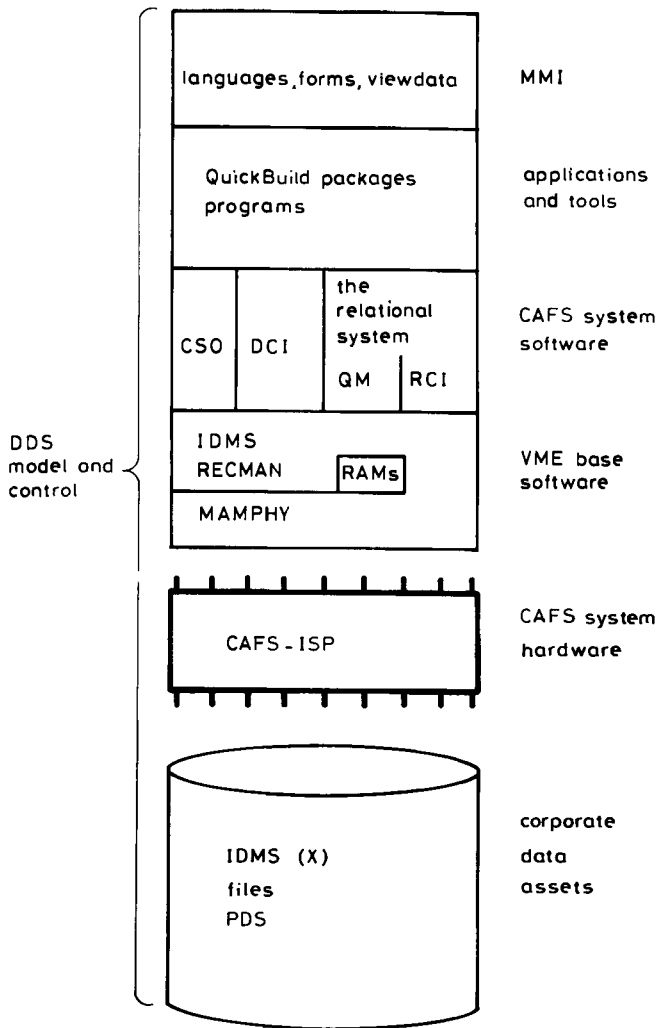 languages, forms, viewdata
MMI
QuickBuild packages
programs
applications
and tools
CSO
DCI
the
relational
system
QM
RCI
CAFS system
software
DDS
model and
control
IDMS
RECMAN
RAMs
MAMPHY
VME base
software
CAFS-ISP
CAFS system
hardware
IDMS (X)
files
PDS
corporate
data
assets